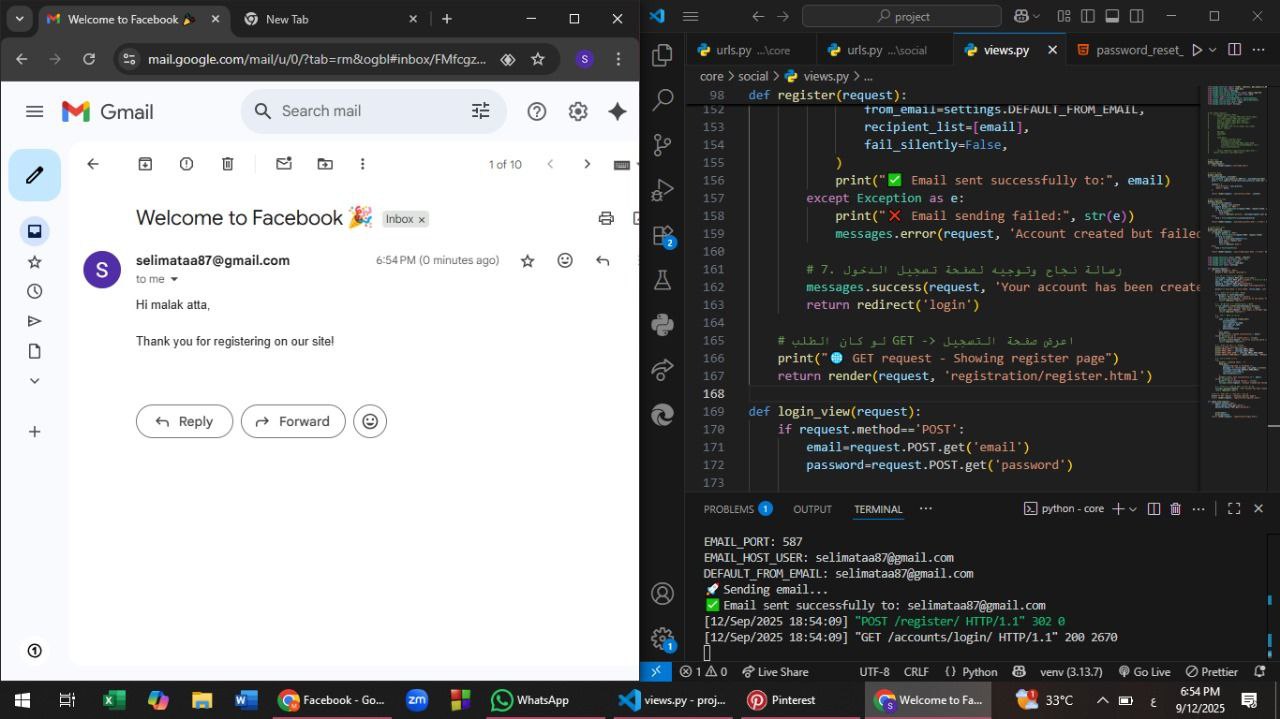 Welcome to Facebook 🎉
New Tab
mail.google.com/mail/u/0/?tab=rm&ogbl#inbox/FMfcgz...
S
Gmail
Search mail
1 of 10
Welcome to Facebook 🎉 Inbox x
S
selimataa87@gmail.com 6:54 PM (0 minutes ago)
to me
Hi malak atta,
Thank you for registering on our site!
Reply Forward
project
urls.py ...\core urls.py ...\social views.py password_reset_
core > social > views.py > ...
98 def register(request):
152 from_email=settings.DEFAULT_FROM_EMAIL,
153 recipient_list=[email],
154 fail_silently=False,
155 )
156 print("✅ Email sent successfully to:", email)
157 except Exception as e:
158 print("❌ Email sending failed:", str(e))
159 messages.error(request, 'Account created but failed
160
161 # 7. رسالة نجاح وتوجيه لصفحة تسجيل الدخول
162 messages.success(request, 'Your account has been create
163 return redirect('login')
164
165 # لو كان الطلب GET -> اعرض صفحة التسجيل
166 print("🌐 GET request - Showing register page")
167 return render(request, 'registration/register.html')
168
169 def login_view(request):
170 if request.method=='POST':
171 email=request.POST.get('email')
172 password=request.POST.get('password')
173
PROBLEMS 1 OUTPUT TERMINAL ... python - core
EMAIL_PORT: 587
EMAIL_HOST_USER: selimataa87@gmail.com
DEFAULT_FROM_EMAIL: selimataa87@gmail.com
🚀 Sending email...
✅ Email sent successfully to: selimataa87@gmail.com
[12/Sep/2025 18:54:09] "POST /register/ HTTP/1.1" 302 0
[12/Sep/2025 18:54:09] "GET /accounts/login/ HTTP/1.1" 200 2670
2
1
1 0 Live Share UTF-8 CRLF {} Python venv (3.13.7) Go Live Prettier
zm Facebook - Go... WhatsApp views.py - proj... Pinterest Welcome to Fa... 1 33°C ع 6:54 PM
9/12/2025